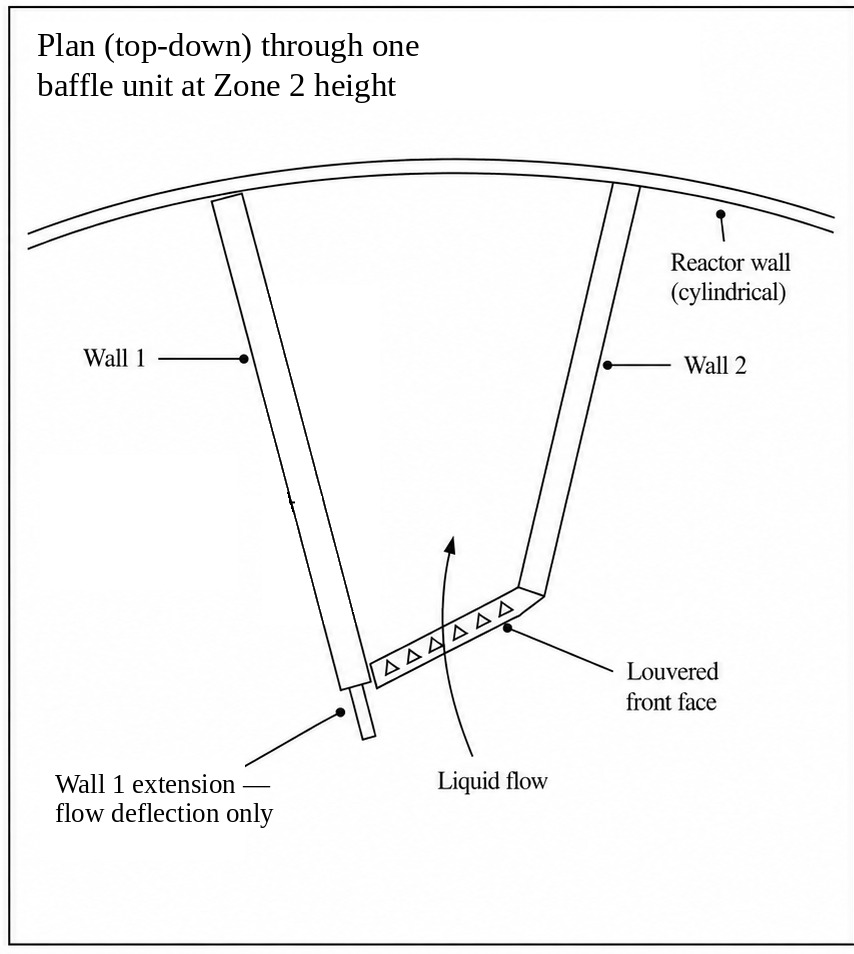 Plan (top-down) through one
baffle unit at Zone 2 height
Reactor wall
(cylindrical)
Wall 1
Wall 2
Louvered
front face
Wall 1 extension —
flow deflection only
Liquid flow